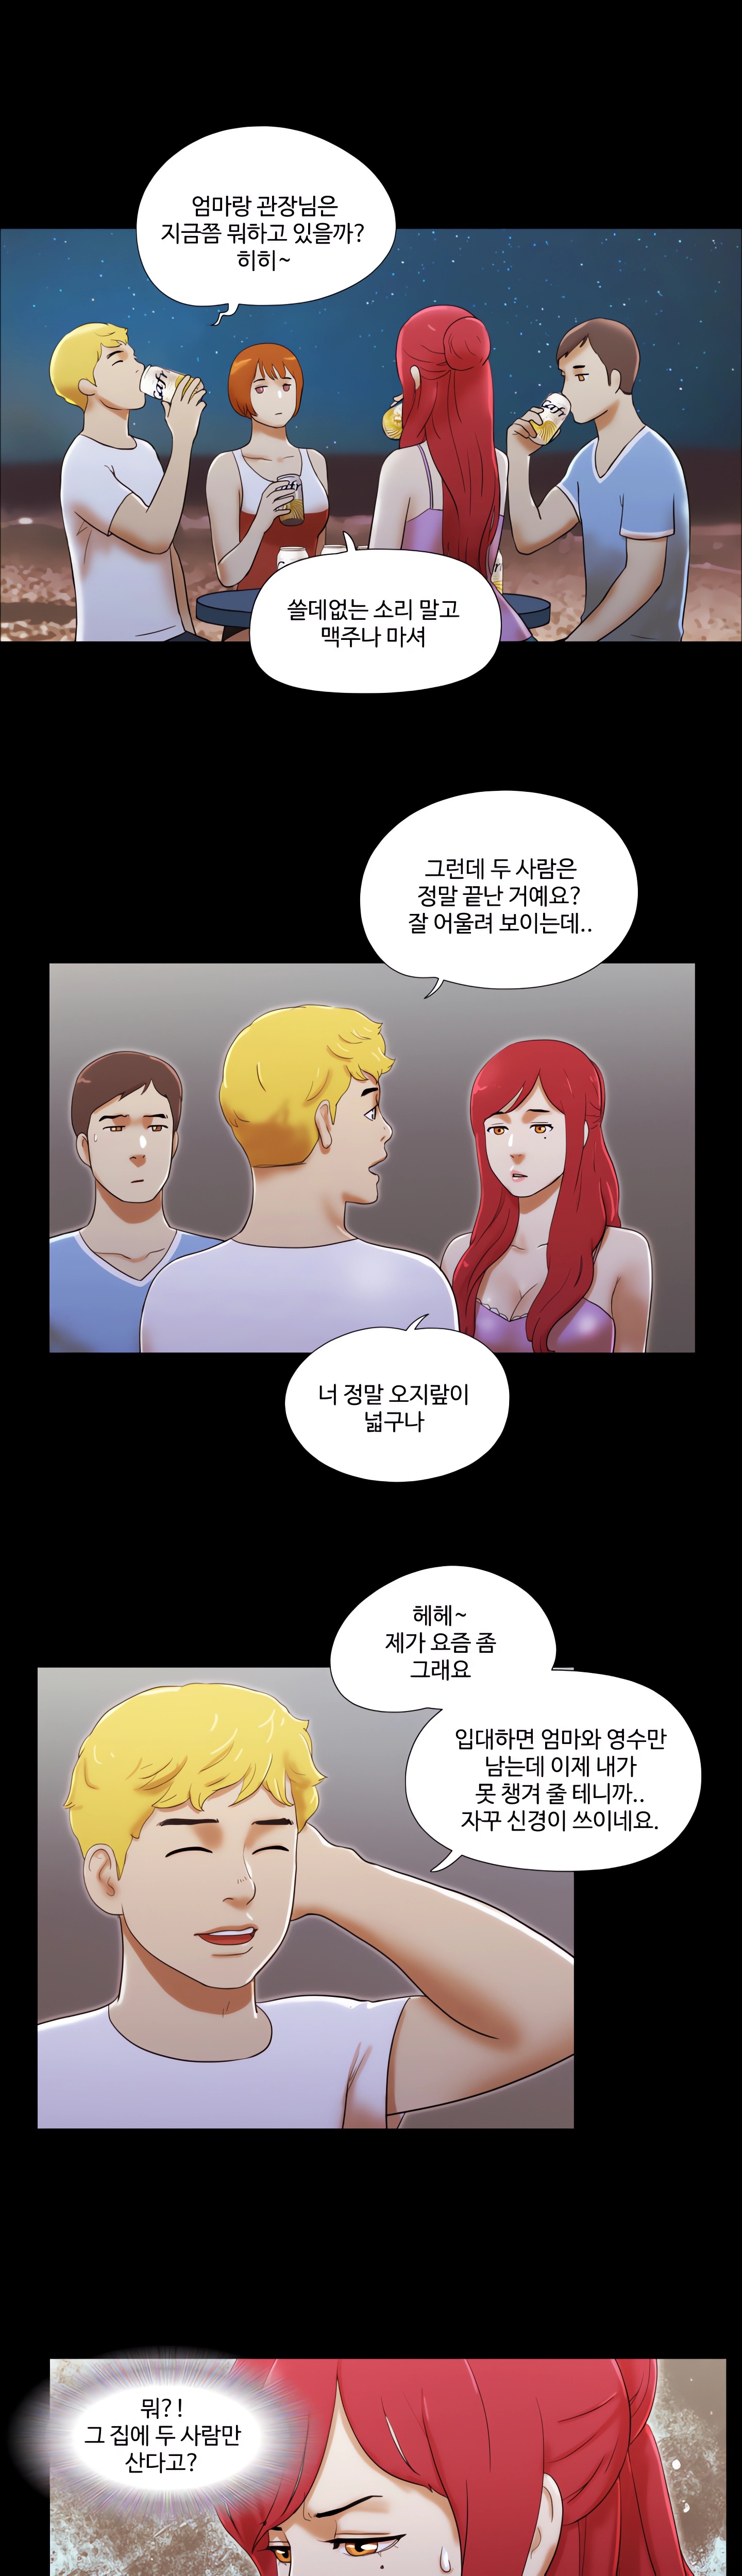 엄마랑 관장님은
지금쯤 뭐하고 있을까?
히히~
Cafr
Cafr
쓸데없는 소리 말고
맥주나 마셔
그런데 두 사람은
정말 끝난 거예요?
잘 어울려 보이는데..
너 정말 오지랖이
넓구나
헤헤~
제가 요즘 좀
그래요
입대하면 엄마와 영수만
남는데 이제 내가
못 챙겨 줄 테니까..
자꾸 신경이 쓰이네요.
뭐?!
그 집에 두 사람만
산다고?